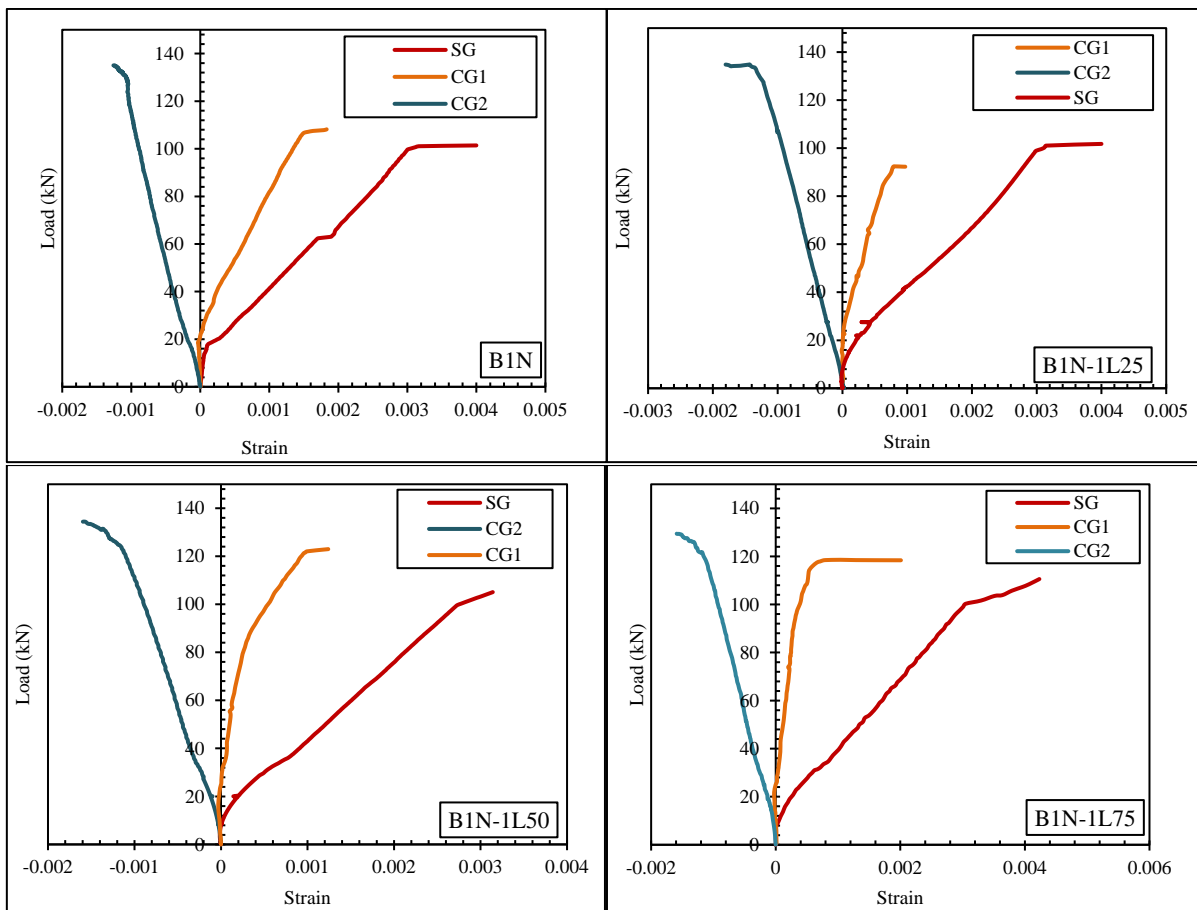 SG
CG1
CG2
140
120
100
80
60
40
20
0
Load (kN)
B1N
-0.002 -0.001 0 0.001 0.002 0.003 0.004 0.005
Strain
CG1
CG2
SG
140
120
100
80
60
40
20
0
Load (kN)
B1N-1L25
-0.003 -0.002 -0.001 0 0.001 0.002 0.003 0.004 0.005
Strain
SG
CG2
CG1
140
120
100
80
60
40
20
0
Load (kN)
B1N-1L50
-0.002 -0.001 0 0.001 0.002 0.003 0.004
Strain
SG
CG1
CG2
140
120
100
80
60
40
20
0
Load (kN)
B1N-1L75
-0.002 0 0.002 0.004 0.006
Strain